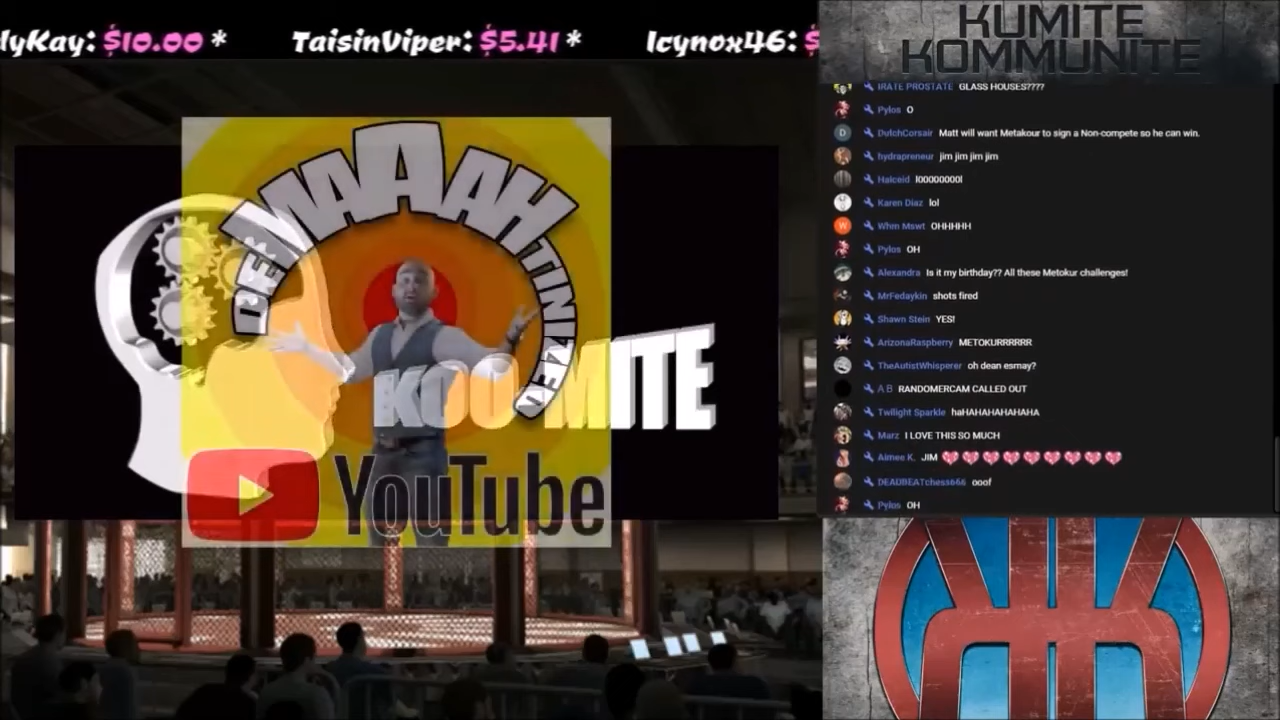 lyKay: $10.00 * TaisinViper: $5.41 * Icynox46: $
KUMITE
KOMMUNITE
DEMAAAHTINIZED
KOO-MITE
YouTube
IRATE PROSTATE GLASS HOUSES????
Pylos O
DutchCorsair Matt will want Metakour to sign a Non-compete so he can win.
hydrapreneur jim jim jim jim
Halceid l00000000l
Karen Diaz lol
W Whm Mswt OHHHHH
Pylos OH
Alexandra Is it my birthday?? All these Metokur challenges!
MrFedaykin shots fired
Shawn Stein YES!
ArizonaRaspberry METOKURRRRRR
TheAutistWhisperer oh dean esmay?
A B RANDOMERCAM CALLED OUT
Twilight Sparkle haHAHAHAHAHAHA
Marz I LOVE THIS SO MUCH
Aimee K. JIM 💖💖💖💖💖💖💖💖💖
DEADBEATchess666 ooof
Pylos OH
KK